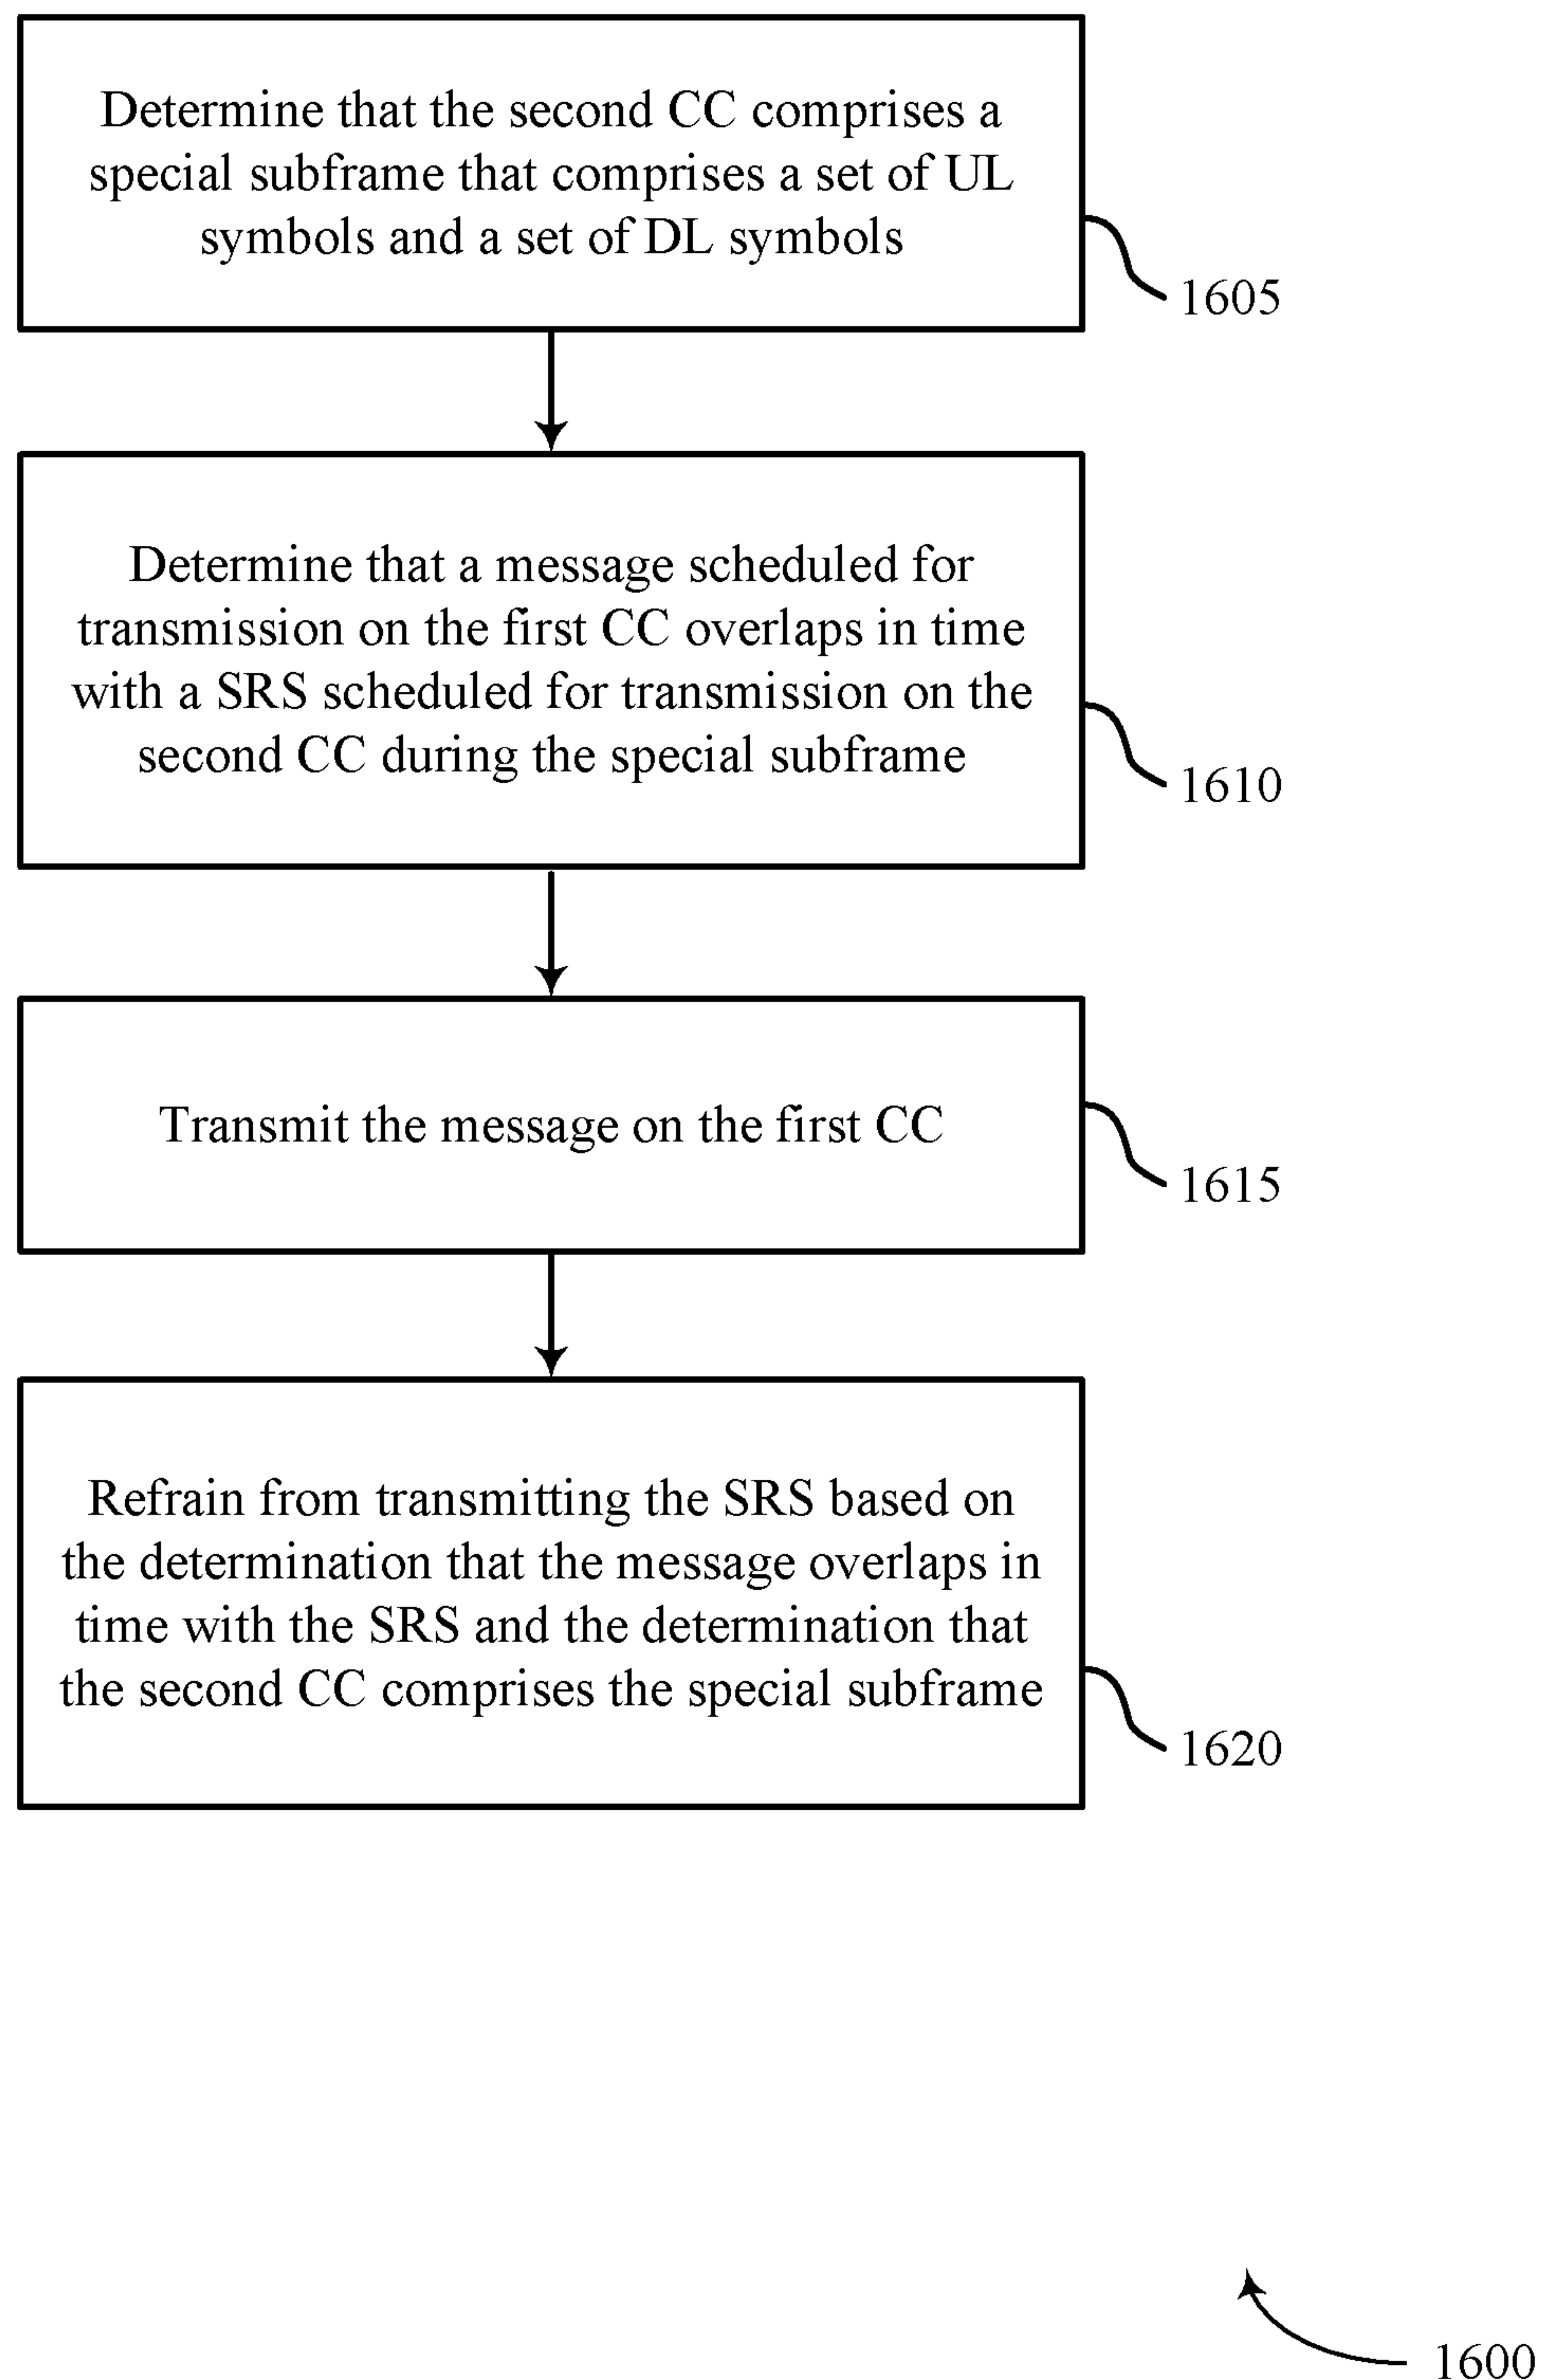 Determine that the second CC comprises a
special subframe that comprises a set of UL
symbols and a set of DL symbols
1605
Determine that a message scheduled for
transmission on the first CC overlaps in time
with a SRS scheduled for transmission on the
second CC during the special subframe
1610
Transmit the message on the first CC
1615
Refrain from transmitting the SRS based on
the determination that the message overlaps in
time with the SRS and the determination that
the second CC comprises the special subframe
1620
1600